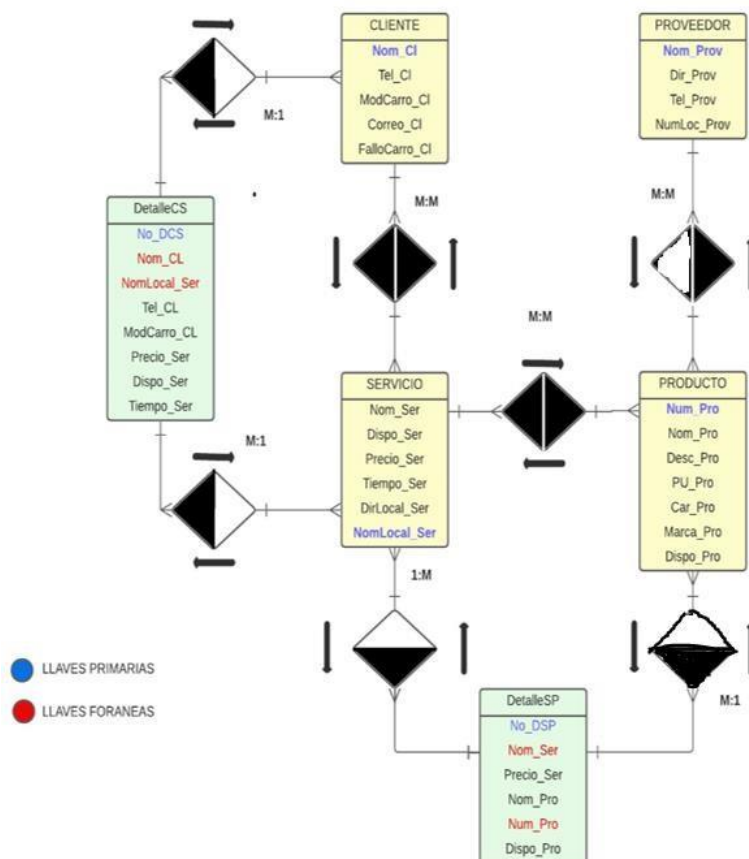 CLIENTE
Nom_Cl
Tel_Cl
ModCarro_Cl
Correo_Cl
FalloCarro_Cl
PROVEEDOR
Nom_Prov
Dir_Prov
Tel_Prov
NumLoc_Prov
M:1
M:M
M:M
DetalleCS
No_DCS
Nom_CL
NomLocal_Ser
Tel_CL
ModCarro_CL
Precio_Ser
Dispo_Ser
Tiempo_Ser
M:M
SERVICIO
Nom_Ser
Dispo_Ser
Precio_Ser
Tiempo_Ser
DirLocal_Ser
NomLocal_Ser
PRODUCTO
Num_Pro
Nom_Pro
Desc_Pro
PU_Pro
Car_Pro
Marca_Pro
Dispo_Pro
M:1
1:M
LLAVES PRIMARIAS
LLAVES FORANEAS
M:1
DetalleSP
No_DSP
Nom_Ser
Precio_Ser
Nom_Pro
Num_Pro
Dispo_Pro